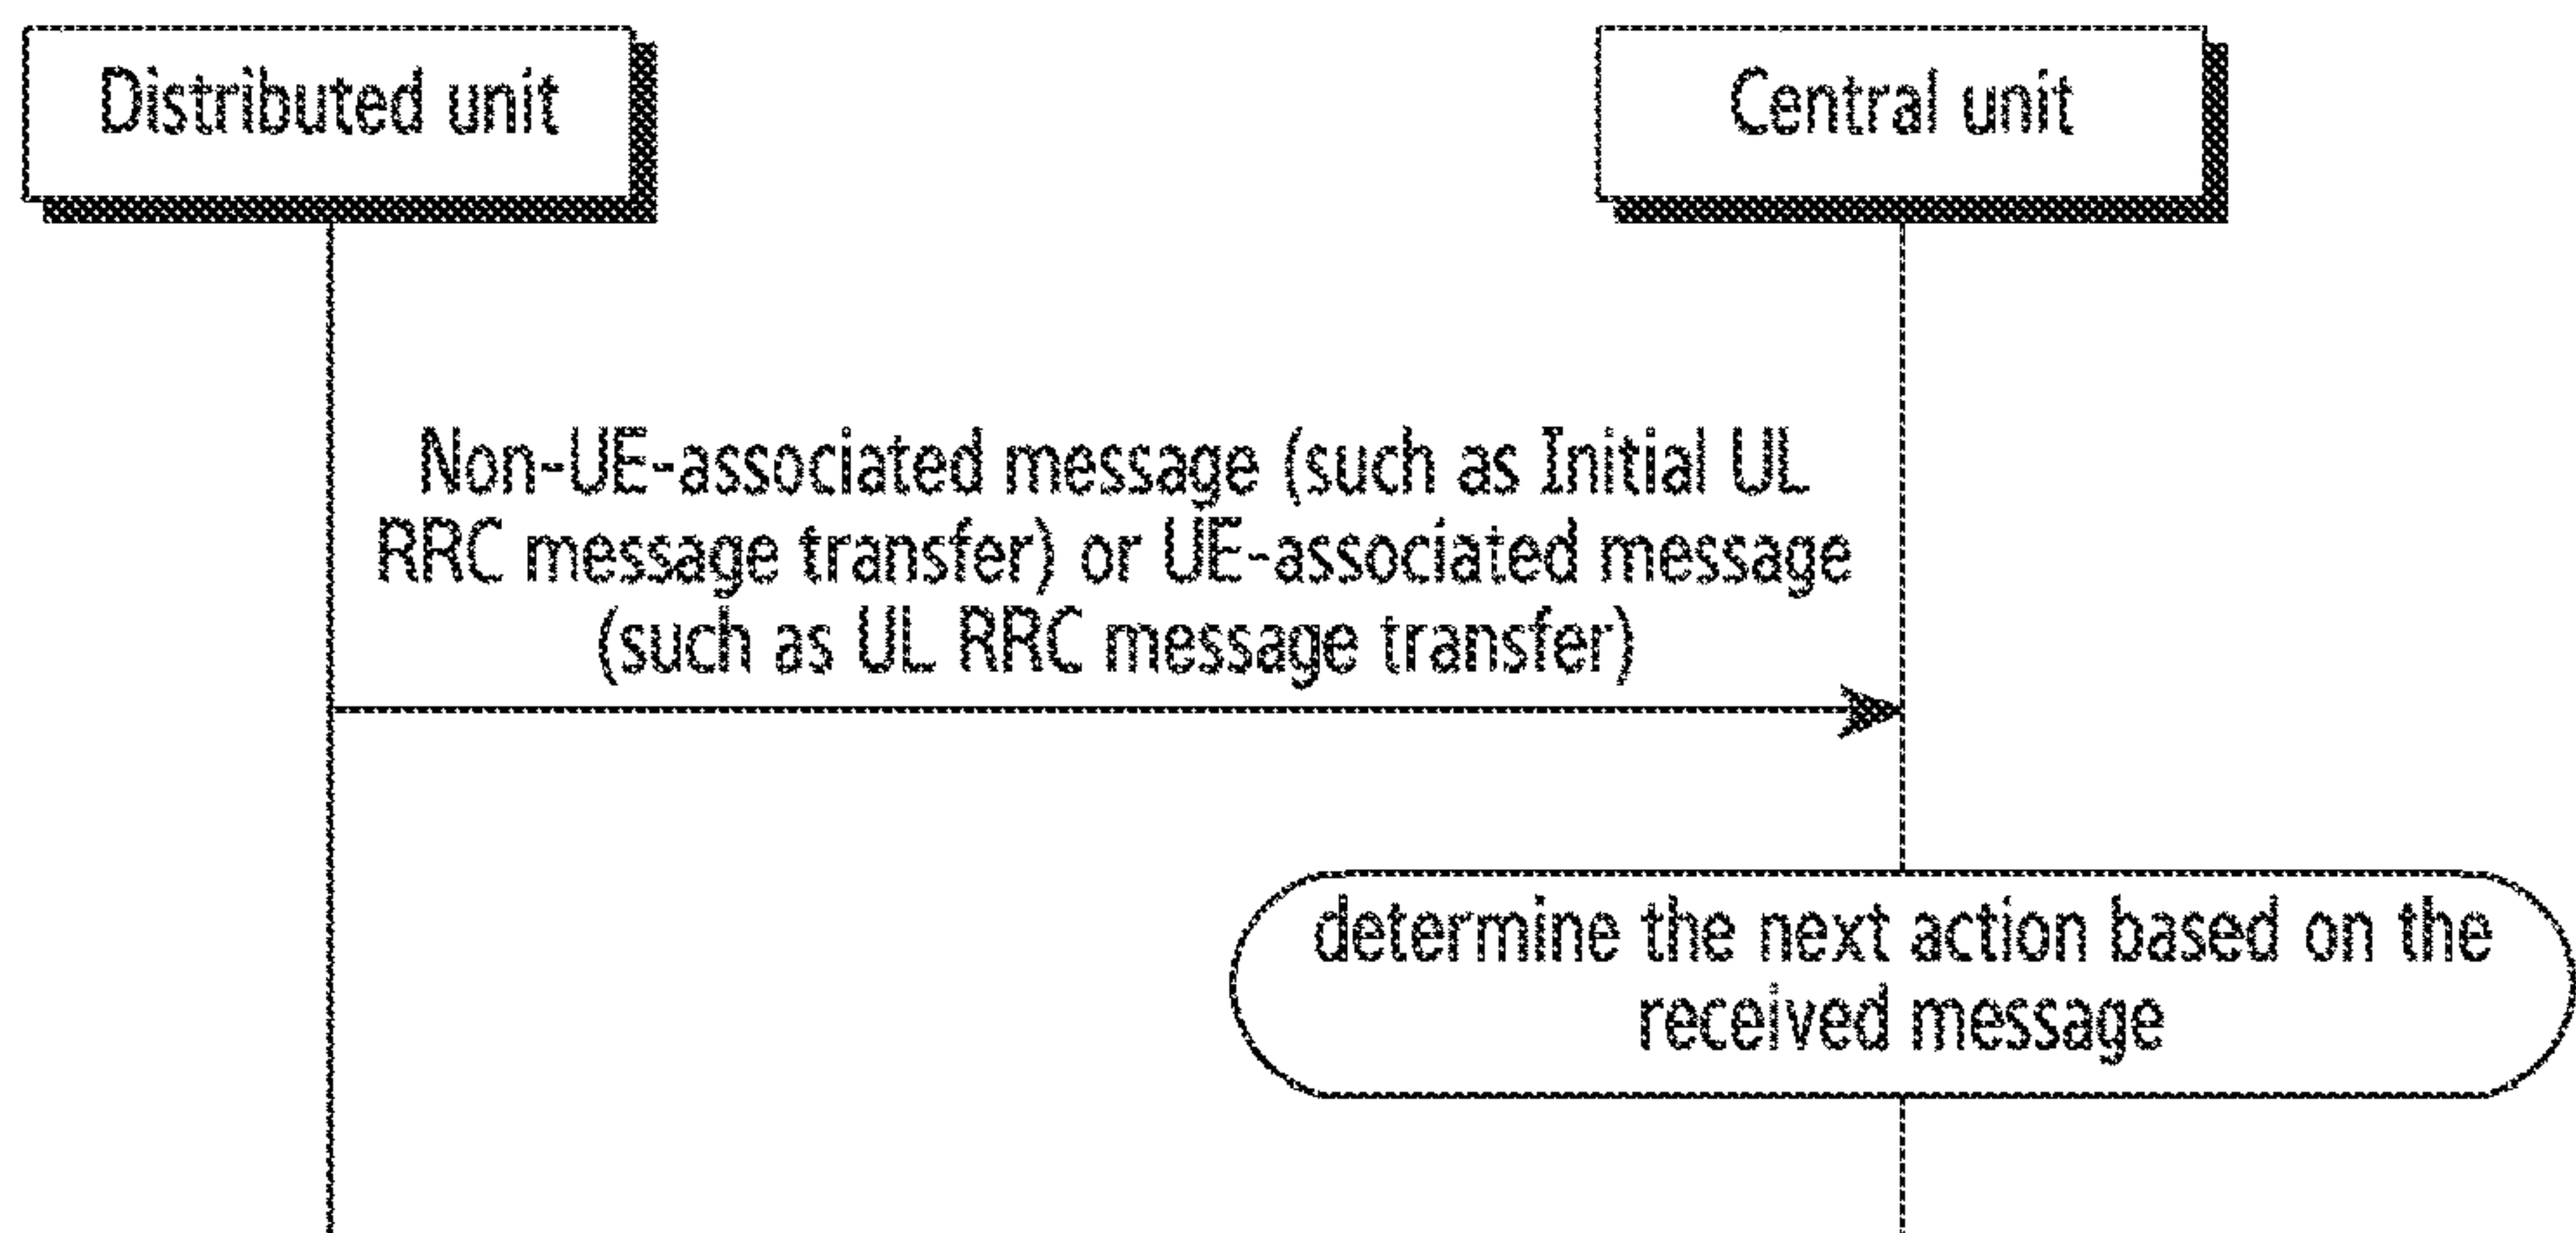 Distributed unit
Central unit
Non-UE-associated message (such as Initial UL
RRC message transfer) or UE-associated message
(such as UL RRC message transfer)
determine the next action based on the
received message